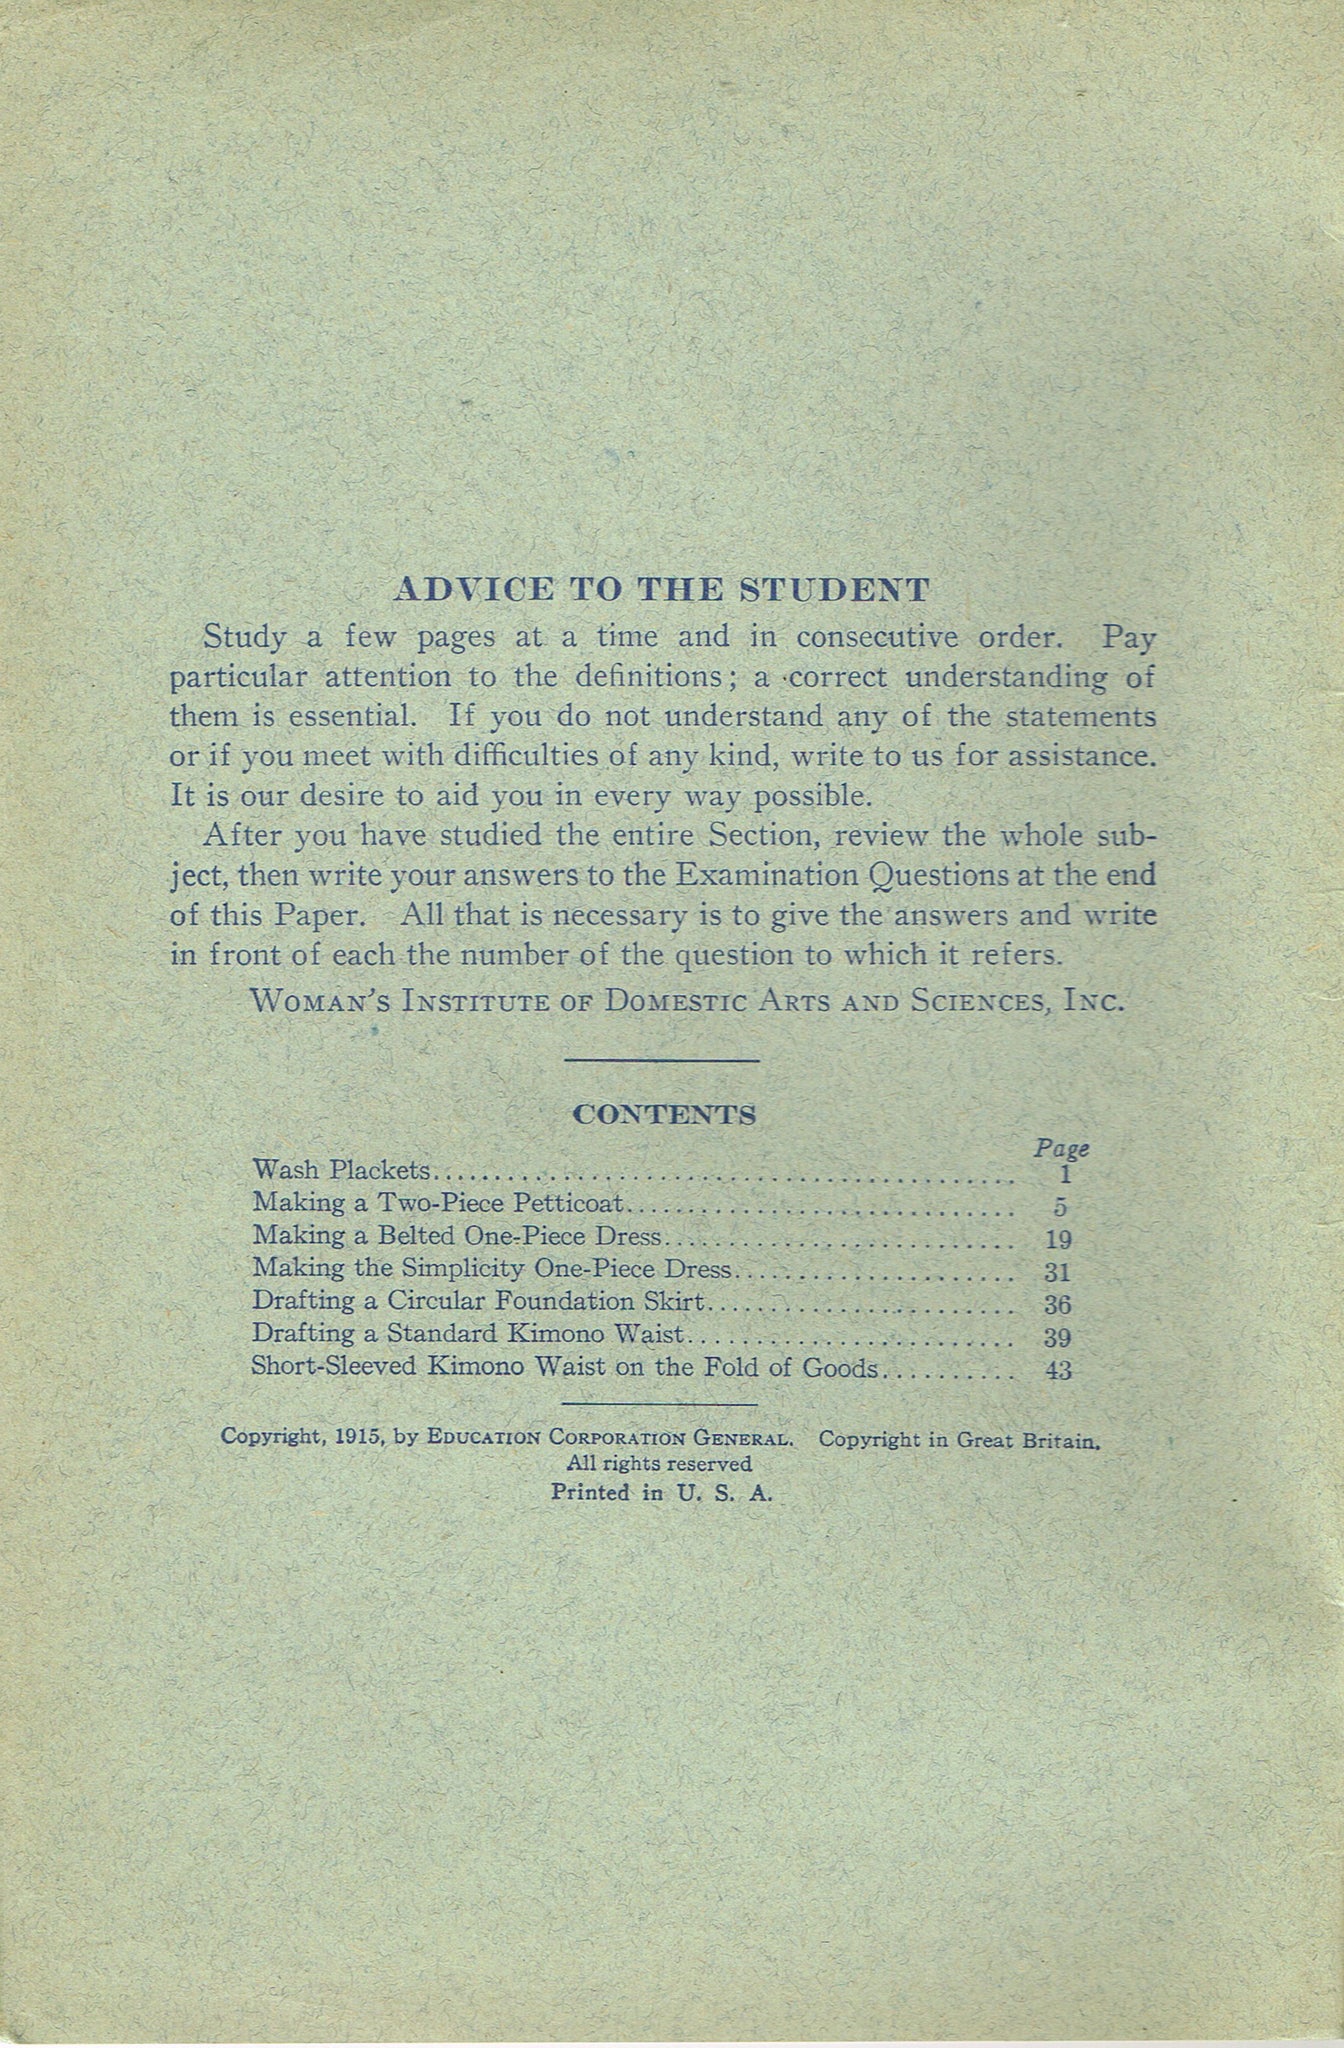 ADVICE TO THE STUDENT
Study a few pages at a time and in consecutive order. Pay
particular attention to the definitions; a correct understanding of
them is essential. If you do not understand any of the statements
or if you meet with difficulties of any kind, write to us for assistance.
It is our desire to aid you in every way possible.
After you have studied the entire Section, review the whole sub-
ject, then write your answers to the Examination Questions at the end
of this Paper. All that is necessary is to give the answers and write
in front of each the number of the question to which it refers.
WOMAN'S INSTITUTE OF DOMESTIC ARTS AND SCIENCES, INC.
CONTENTS
Page
Wash Plackets........................................ 1
Making a Two-Piece Petticoat........................... 5
Making a Belted One-Piece Dress........................ 19
Making the Simplicity One-Piece Dress.................. 31
Drafting a Circular Foundation Skirt................... 36
Drafting a Standard Kimono Waist...................... 39
Short-Sleeved Kimono Waist on the Fold of Goods.......... 43
Copyright, 1915, by EDUCATION CORPORATION GENERAL. Copyright in Great Britain.
All rights reserved
Printed in U. S. A.